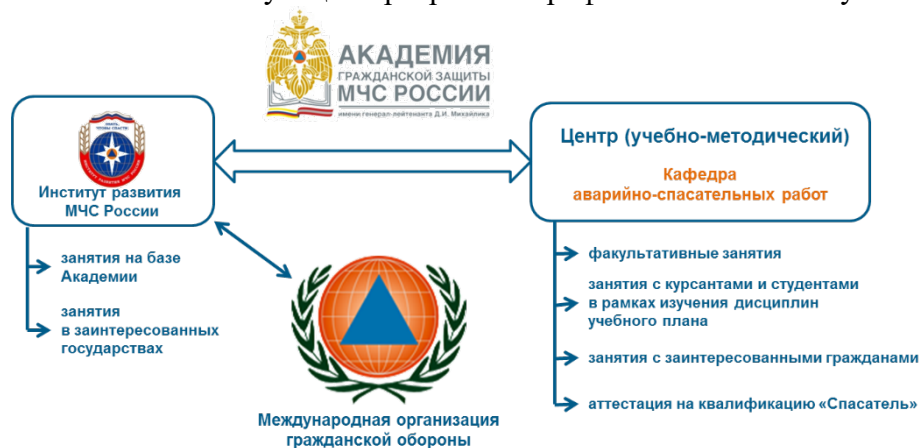 АКАДЕМИЯ
ГРАЖДАНСКОЙ ЗАЩИТЫ
МЧС РОССИИ
имени генерал-лейтенанта Д.И. Михайлика
Институт развития
МЧС России
занятия на базе
Академии
занятия
в заинтересованных
государствах
Международная организация
гражданской обороны
Центр (учебно-методический)
Кафедра
аварийно-спасательных работ
факультативные занятия
занятия с курсантами и студентами
в рамках изучения дисциплин
учебного плана
занятия с заинтересованными гражданами
аттестация на квалификацию «Спасатель»